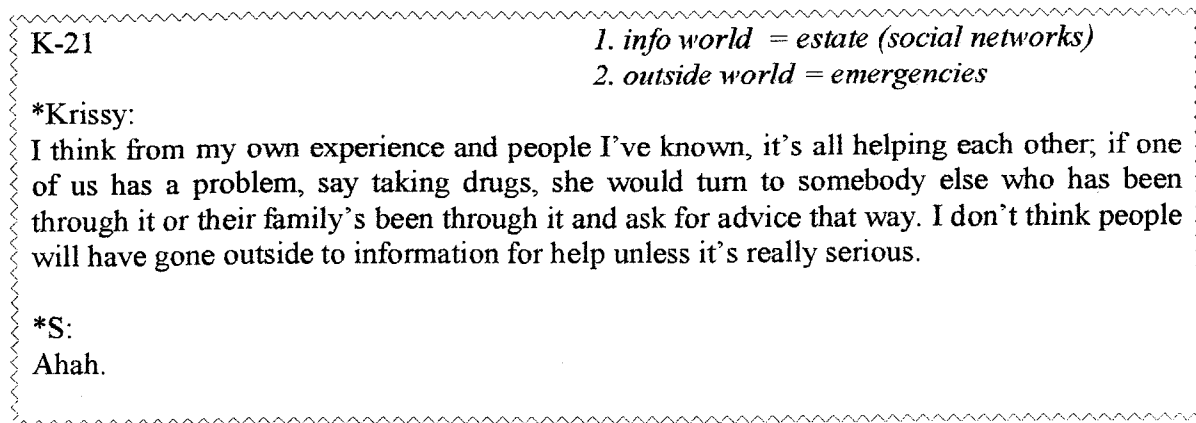 K-21
1. info world = estate (social networks)
2. outside world = emergencies
*Krissy:
I think from my own experience and people I've known, it's all helping each other; if one
of us has a problem, say taking drugs, she would turn to somebody else who has been
through it or their family's been through it and ask for advice that way. I don't think people
will have gone outside to information for help unless it's really serious.
*S:
Ahah.